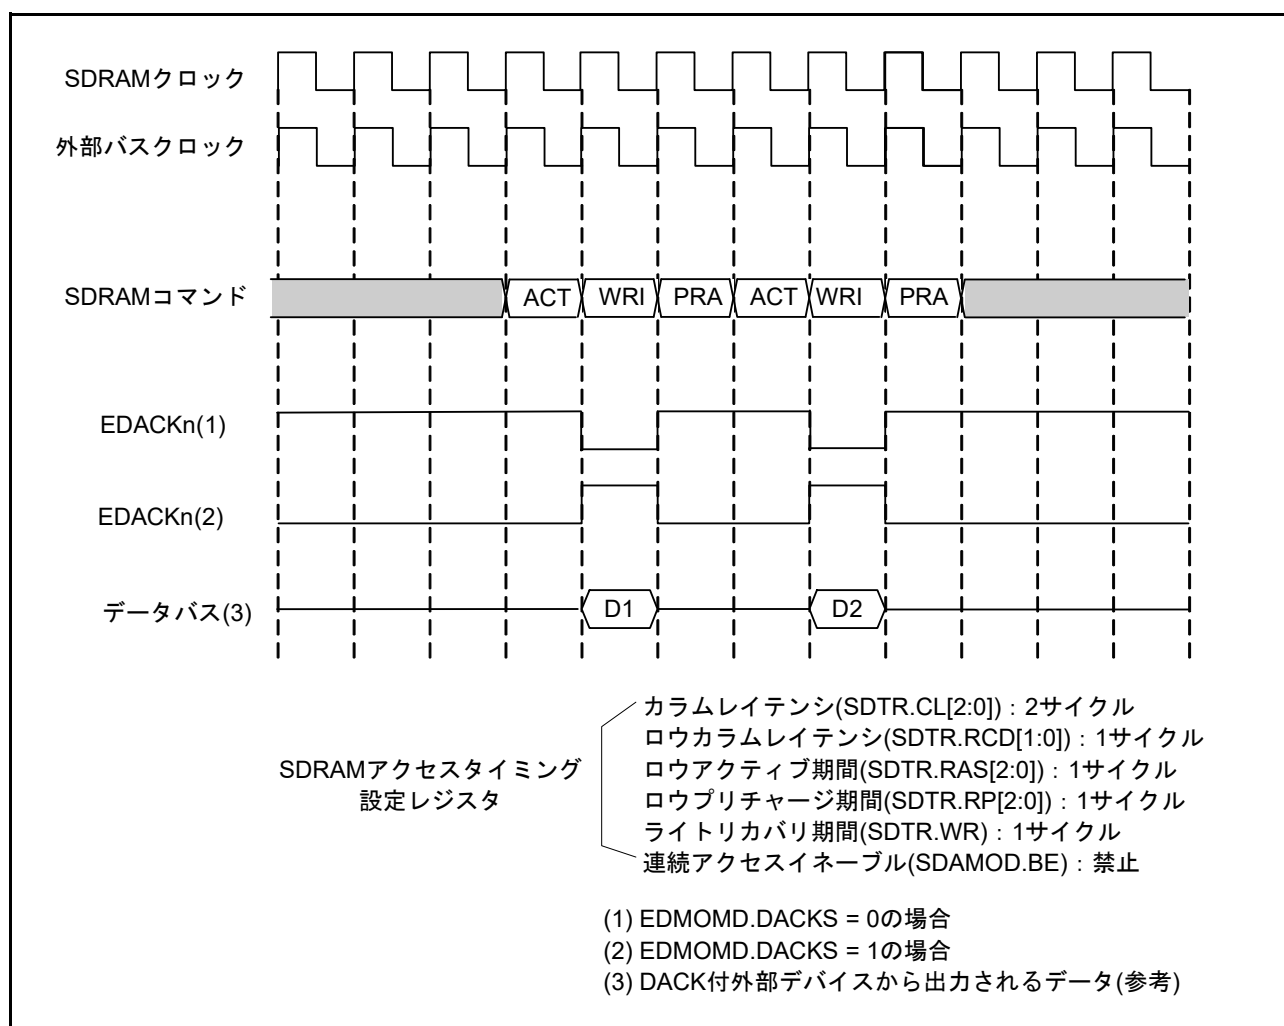 SDRAMクロック
外部バスクロック
SDRAMコマンド
ACT WRI PRA ACT WRI PRA
EDACKn(1)
EDACKn(2)
データバス(3)
D1 D2
SDRAMアクセスタイミング
設定レジスタ
カラムレイテンシ(SDTR.CL[2:0])：2サイクル
ロウカラムレイテンシ(SDTR.RCD[1:0])：1サイクル
ロウアクティブ期間(SDTR.RAS[2:0])：1サイクル
ロウプリチャージ期間(SDTR.RP[2:0])：1サイクル
ライトリカバリ期間(SDTR.WR)：1サイクル
連続アクセスイネーブル(SDAMOD.BE)：禁止
(1) EDMOMD.DACKS = 0の場合
(2) EDMOMD.DACKS = 1の場合
(3) DACK付外部デバイスから出力されるデータ(参考)